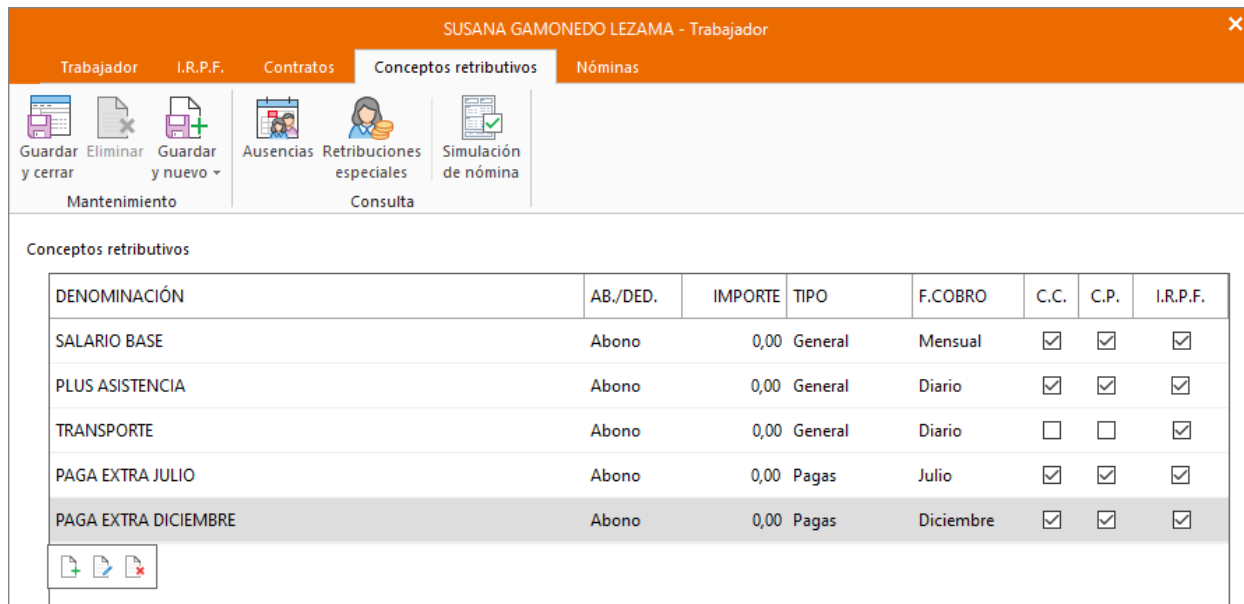 SUSANA GAMONEDO LEZAMA - Trabajador
Trabajador I.R.P.F. Contratos Conceptos retributivos Nóminas
Guardar y cerrar Eliminar Guardar y nuevo Ausencias Retribuciones especiales Simulación de nómina
Mantenimiento Consulta
Conceptos retributivos
DENOMINACIÓN AB./DED. IMPORTE TIPO F.COBRO C.C. C.P. I.R.P.F.
SALARIO BASE Abono 0,00 General Mensual
PLUS ASISTENCIA Abono 0,00 General Diario
TRANSPORTE Abono 0,00 General Diario
PAGA EXTRA JULIO Abono 0,00 Pagas Julio
PAGA EXTRA DICIEMBRE Abono 0,00 Pagas Diciembre